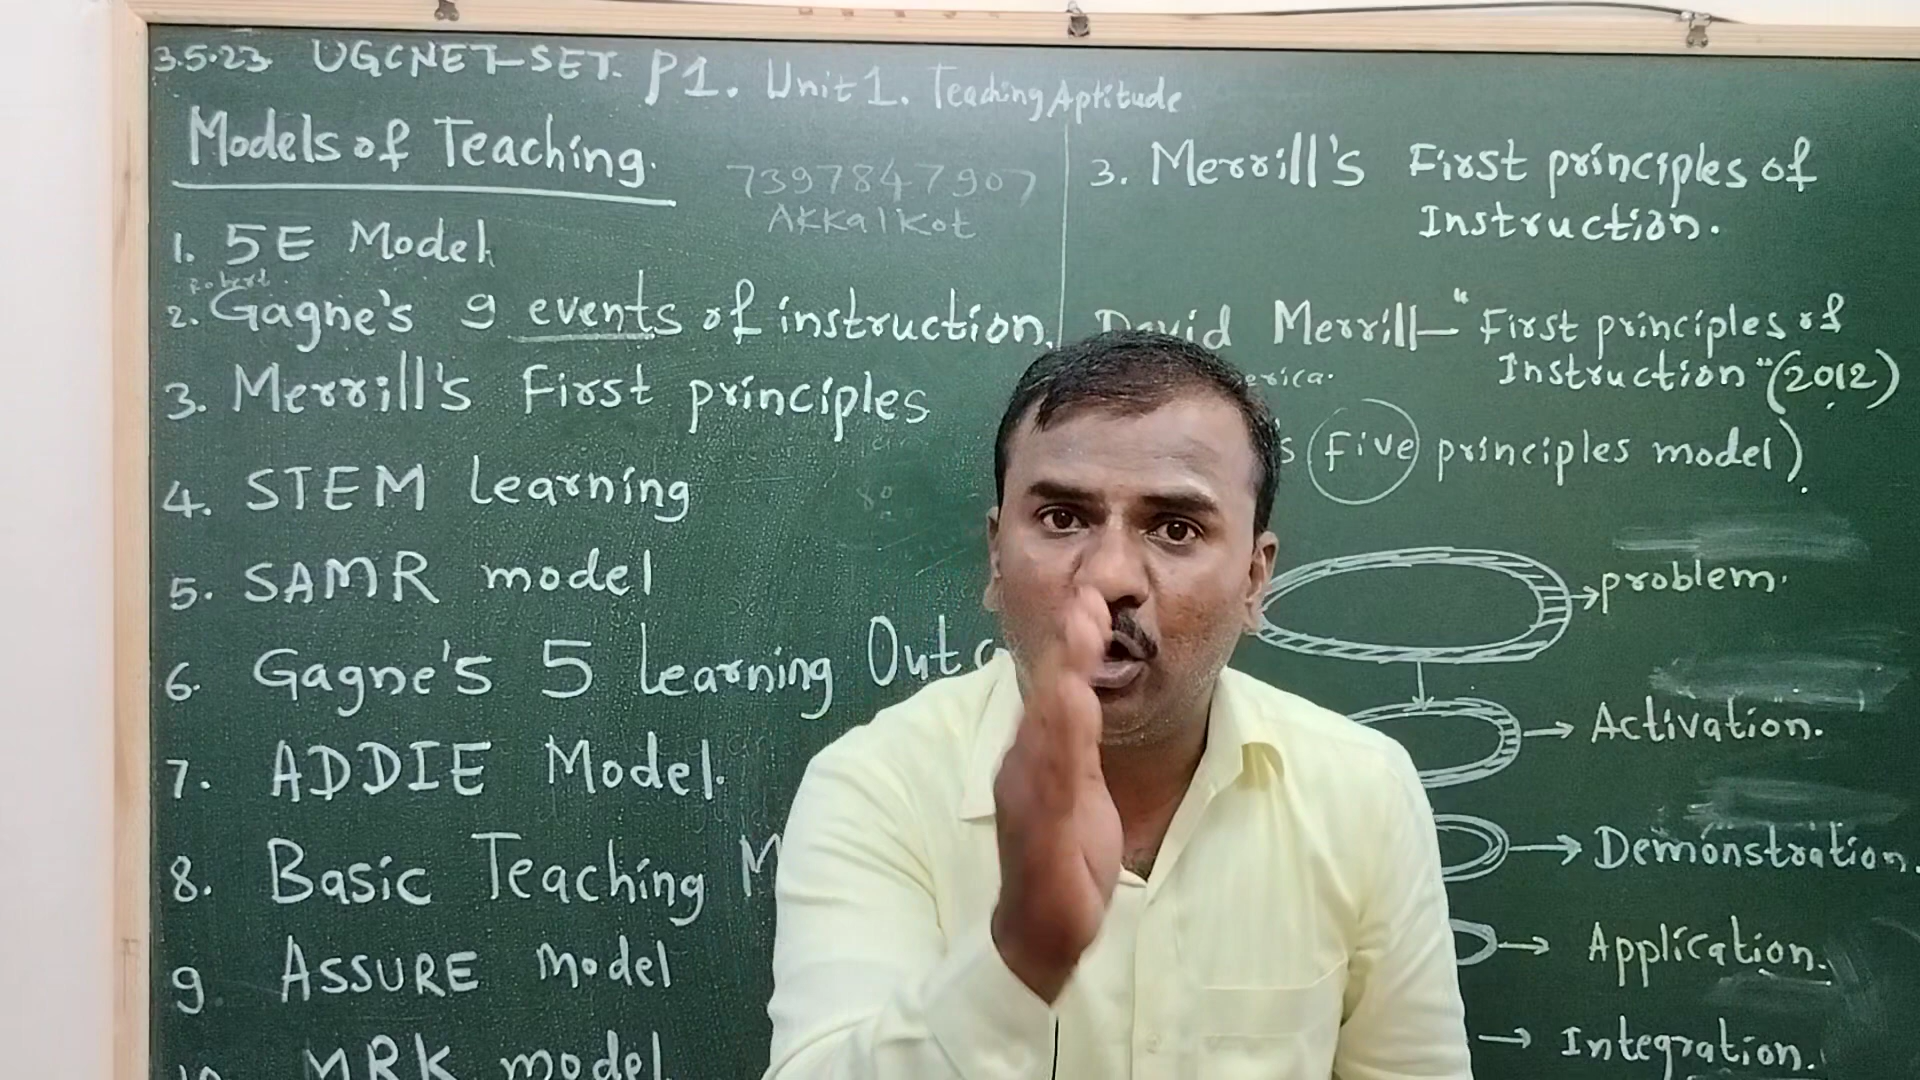 3.5.23 UGCNET-SET. P1. Unit 1. Teaching Aptitude
Models of Teaching.
7397847907
Akkalkot
1. 5E Model
Robert
2. Gagne's 9 events of instruction.
3. Merrill's First principles
4. STEM Learning
5. SAMR model
6. Gagne's 5 Learning
7. ADDIE Model.
8. Basic Teaching
9 ASSURE model
MRK model
3. Merrill's First principles of
Instruction.
David Merrill - "First principles of
Instruction" (2012)
five principles model).
problem.
Activation.
Demonstration.
Application.
Integration.